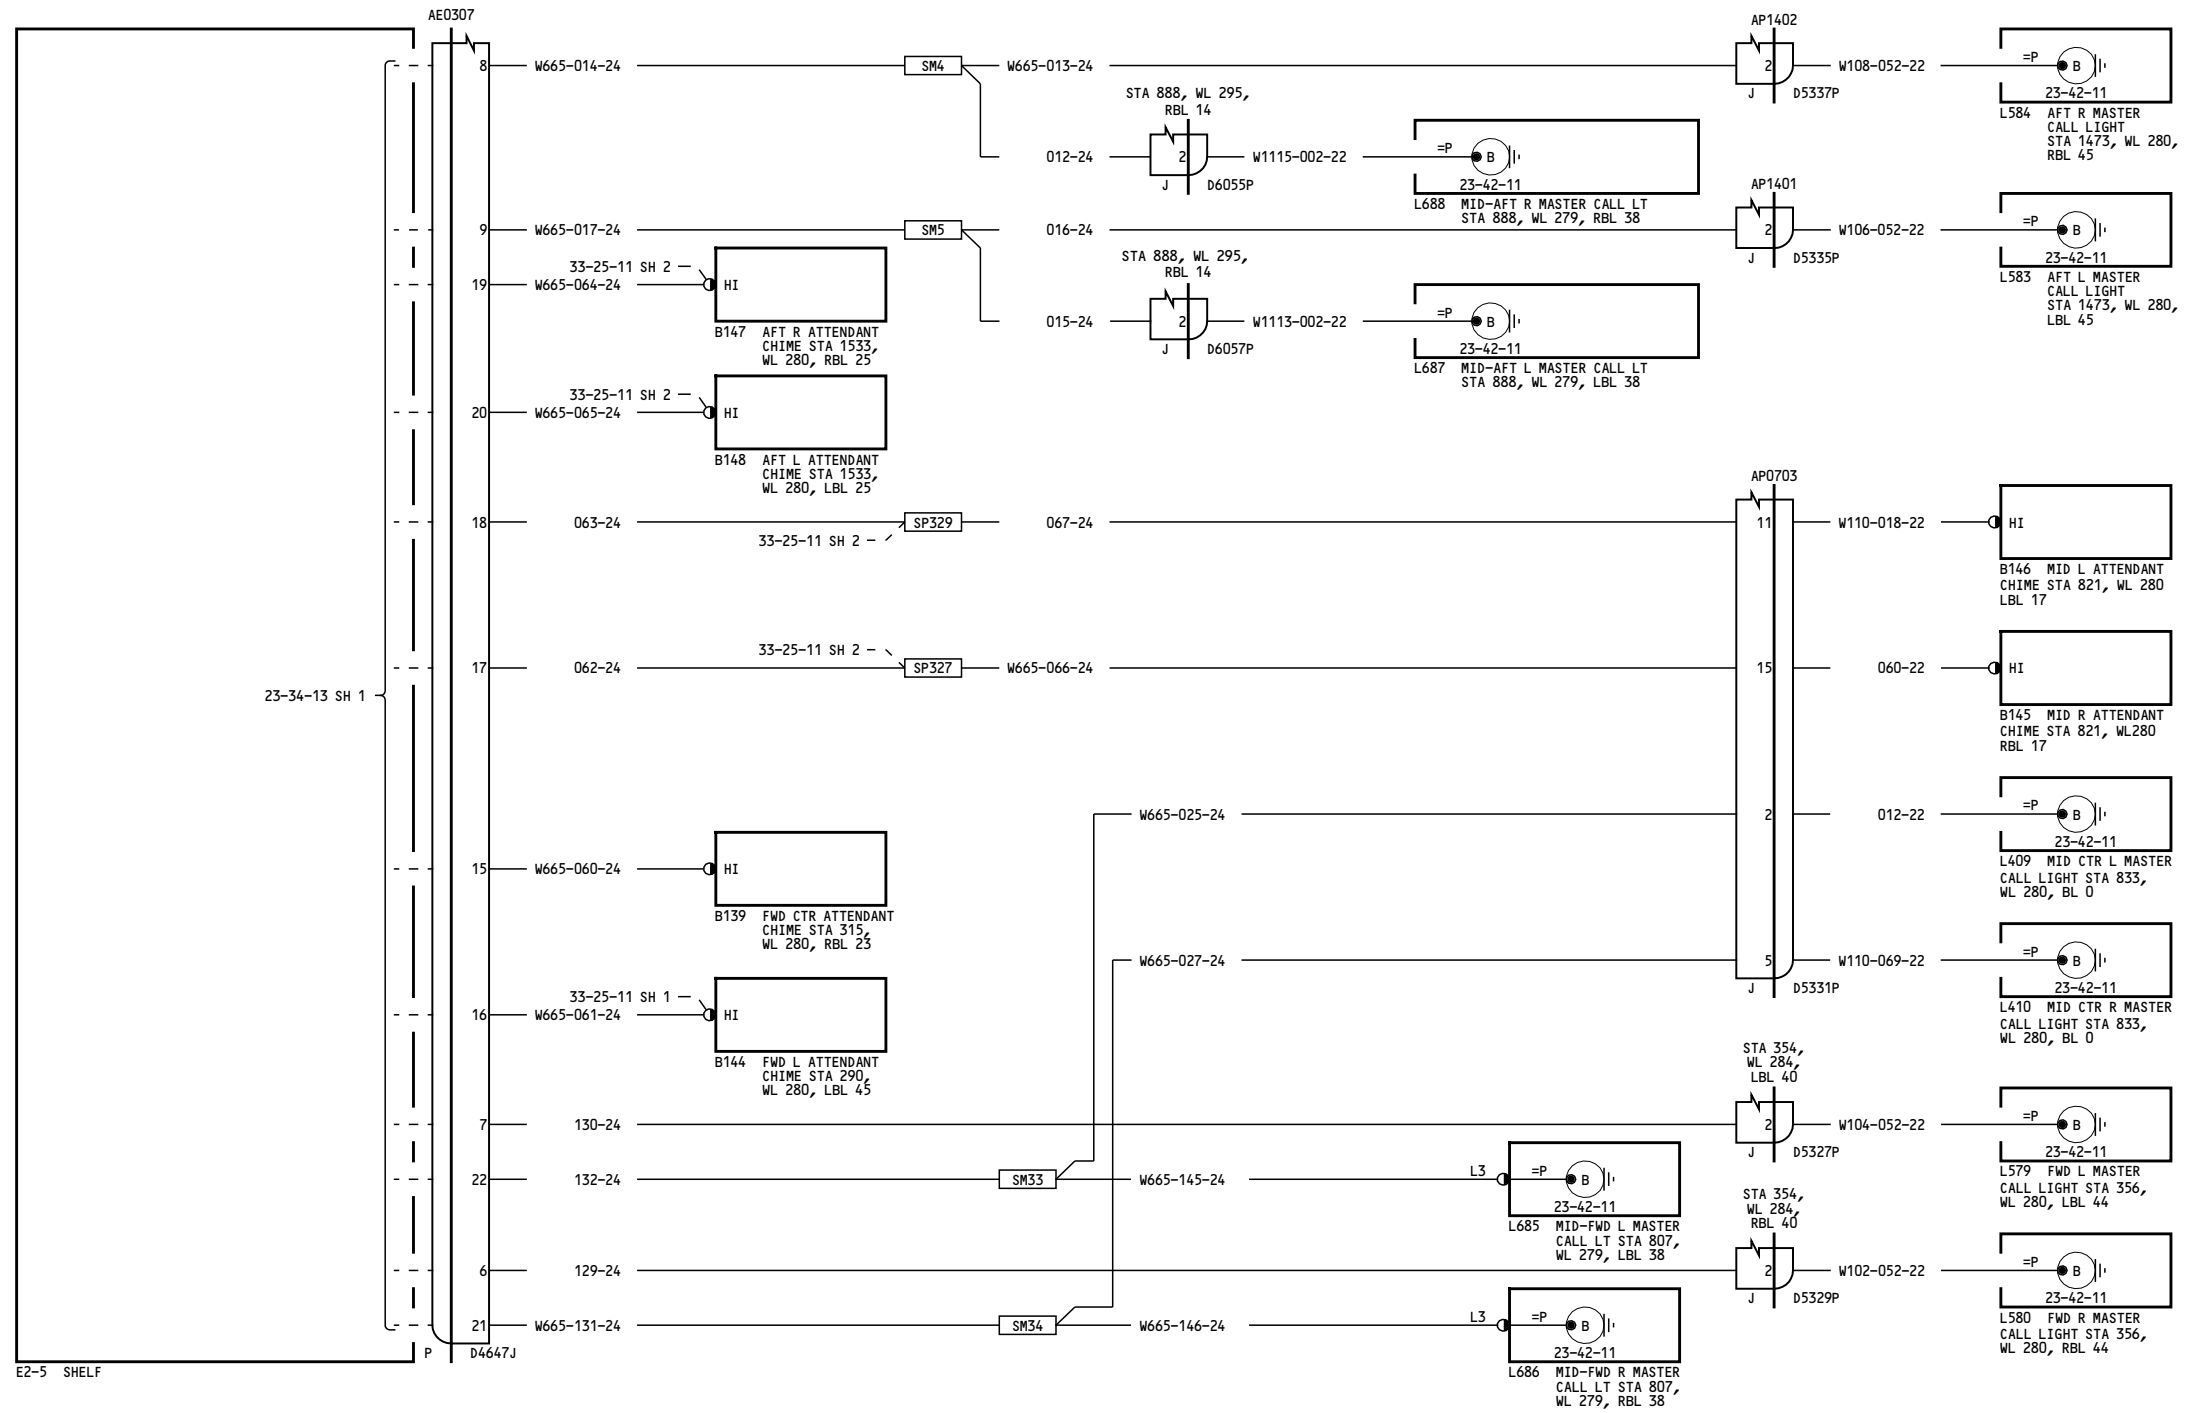 AE0307
8 W665-014-24 SM4 W665-013-24
AP1402
2 W108-052-22
J D5337P
=P B
23-42-11
L584 AFT R MASTER
CALL LIGHT
STA 1473, WL 280,
RBL 45
STA 888, WL 295,
RBL 14
012-24 2 W1115-002-22
J D6055P
=P B
23-42-11
L688 MID-AFT R MASTER CALL LT
STA 888, WL 279, RBL 38
9 W665-017-24 SM5 016-24
AP1401
2 W106-052-22
J D5335P
=P B
23-42-11
L583 AFT L MASTER
CALL LIGHT
STA 1473, WL 280,
LBL 45
33-25-11 SH 2
19 W665-064-24 HI
B147 AFT R ATTENDANT
CHIME STA 1533,
WL 280, RBL 25
STA 888, WL 295,
RBL 14
015-24 2 W1113-002-22
J D6057P
=P B
23-42-11
L687 MID-AFT L MASTER CALL LT
STA 888, WL 279, LBL 38
33-25-11 SH 2
20 W665-065-24 HI
B148 AFT L ATTENDANT
CHIME STA 1533,
WL 280, LBL 25
AP0703
18 063-24 SP329 067-24 11 W110-018-22 HI
33-25-11 SH 2
B146 MID L ATTENDANT
CHIME STA 821, WL 280
LBL 17
33-25-11 SH 2
17 062-24 SP327 W665-066-24 15 060-22 HI
B145 MID R ATTENDANT
CHIME STA 821, WL280
RBL 17
23-34-13 SH 1
W665-025-24 2 012-22
=P B
23-42-11
L409 MID CTR L MASTER
CALL LIGHT STA 833,
WL 280, BL 0
15 W665-060-24 HI
B139 FWD CTR ATTENDANT
CHIME STA 315,
WL 280, RBL 23
W665-027-24 5 W110-069-22
J D5331P
=P B
23-42-11
L410 MID CTR R MASTER
CALL LIGHT STA 833,
WL 280, BL 0
33-25-11 SH 1
16 W665-061-24 HI
B144 FWD L ATTENDANT
CHIME STA 290,
WL 280, LBL 45
STA 354,
WL 284,
LBL 40
7 130-24 2 W104-052-22
J D5327P
=P B
23-42-11
L579 FWD L MASTER
CALL LIGHT STA 356,
WL 280, LBL 44
22 132-24 SM33 W665-145-24 L3
=P B
23-42-11
L685 MID-FWD L MASTER
CALL LT STA 807,
WL 279, LBL 38
STA 354,
WL 284,
RBL 40
6 129-24 2 W102-052-22
J D5329P
=P B
23-42-11
L580 FWD R MASTER
CALL LIGHT STA 356,
WL 280, RBL 44
21 W665-131-24 SM34 W665-146-24 L3
=P B
23-42-11
L686 MID-FWD R MASTER
CALL LT STA 807,
WL 279, RBL 38
P D4647J
E2-5 SHELF